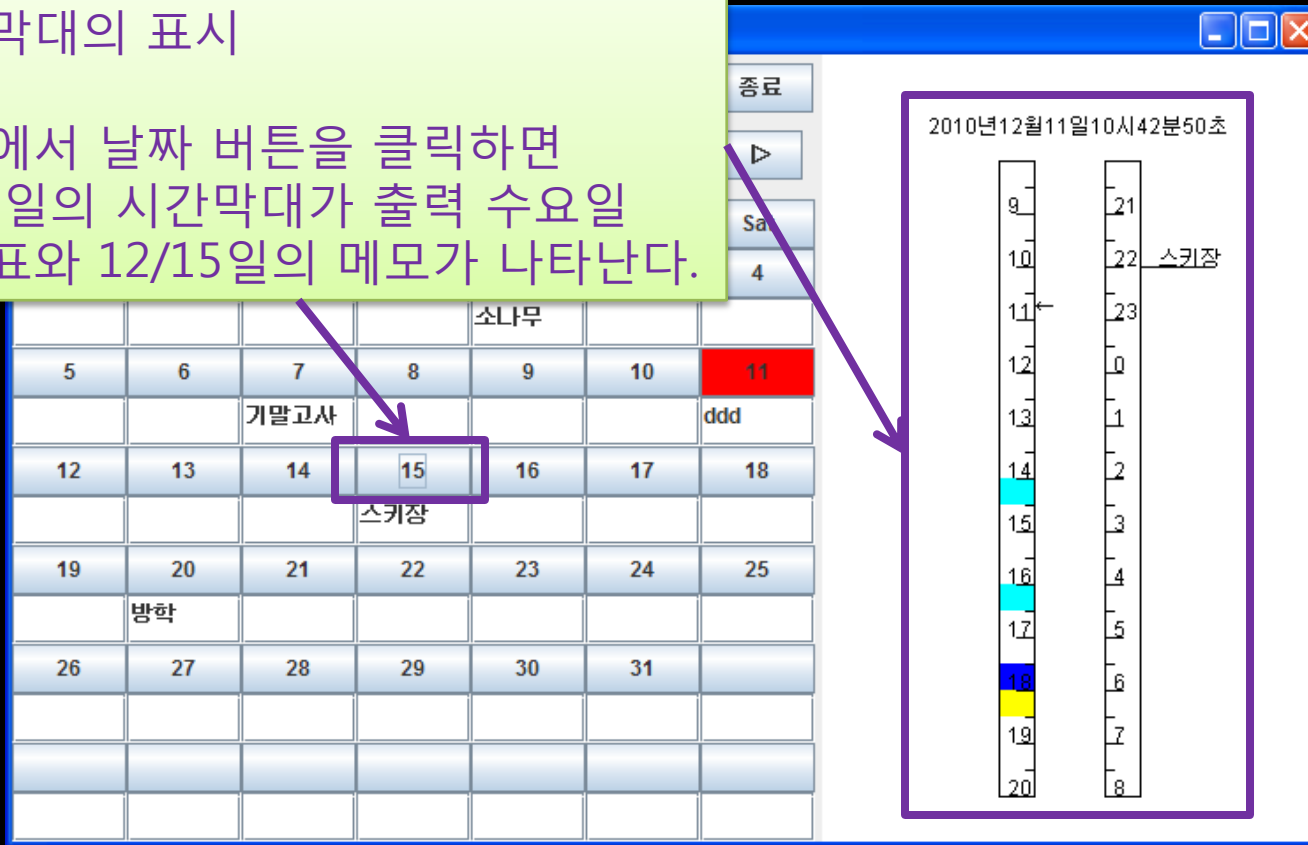 막대의 표시
에서 날짜 버튼을 클릭하면
일의 시간막대가 출력 수요일
표와 12/15일의 메모가 나타난다.
종료
▷
4
소나무
5 6 7 8 9 10 11
기말고사 ddd
12 13 14 15 16 17 18
스키장
19 20 21 22 23 24 25
방학
26 27 28 29 30 31
2010년12월11일10시42분50초
9 21
10 22 스키장
11← 23
12 0
13 1
14 2
15 3
16 4
17 5
18 6
19 7
20 8